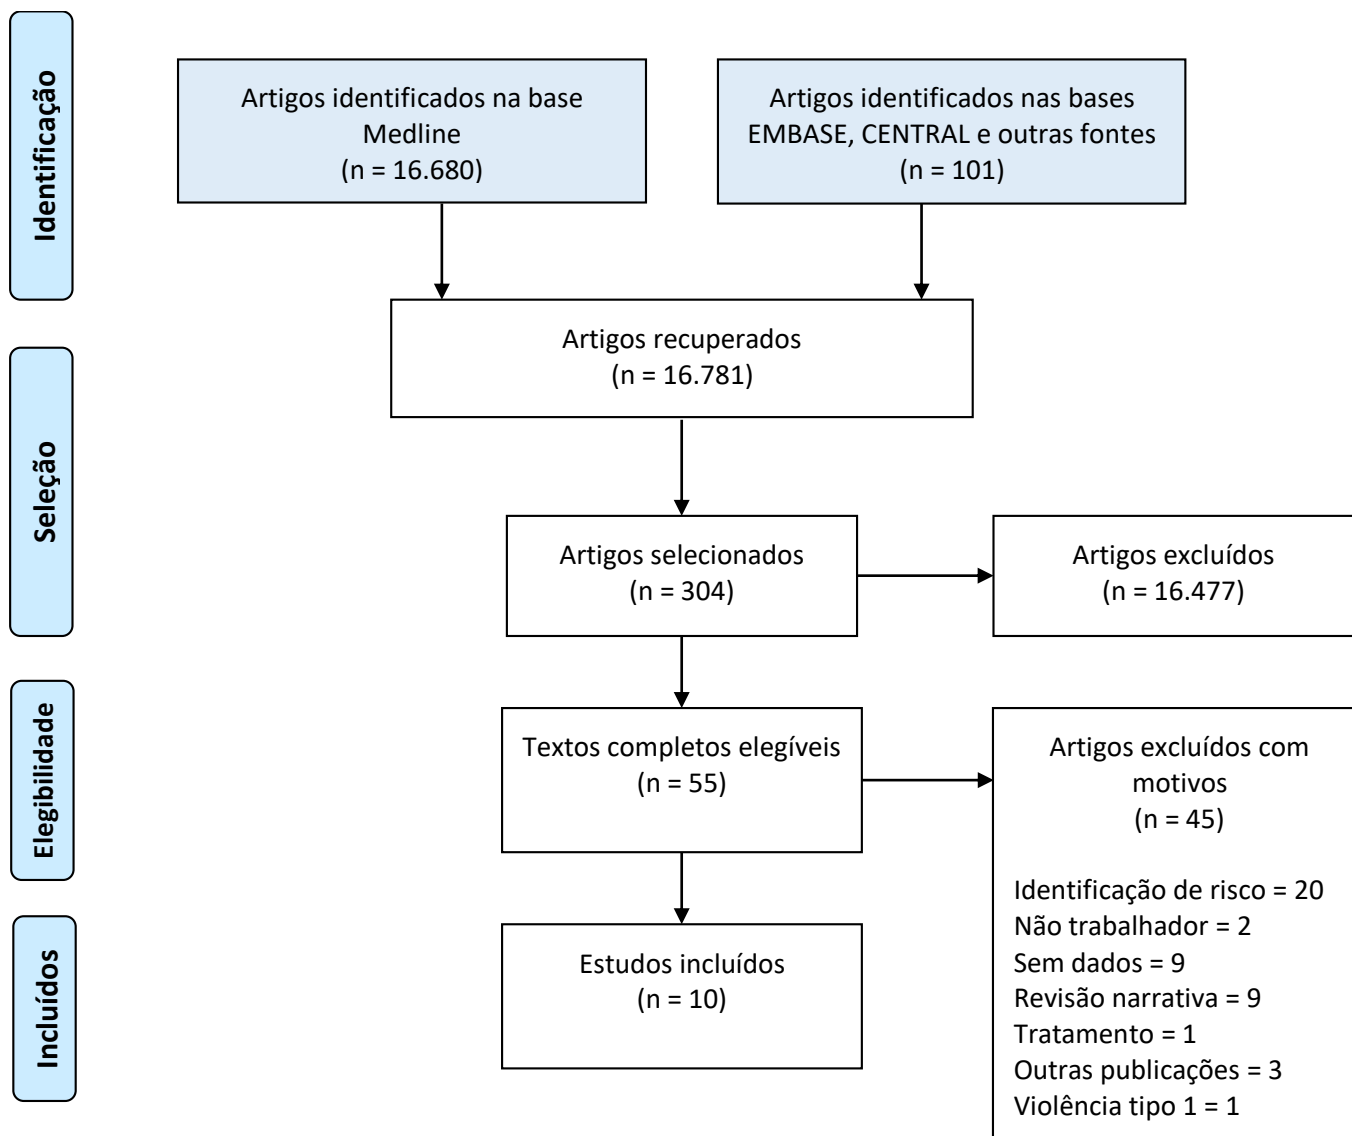 Identificação
Artigos identificados na base
Medline
(n = 16.680)
Artigos identificados nas bases
EMBASE, CENTRAL e outras fontes
(n = 101)
Seleção
Artigos recuperados
(n = 16.781)
Artigos selecionados
(n = 304)
Artigos excluídos
(n = 16.477)
Elegibilidade
Textos completos elegíveis
(n = 55)
Artigos excluídos com
motivos
(n = 45)
Identificação de risco = 20
Não trabalhador = 2
Sem dados = 9
Revisão narrativa = 9
Tratamento = 1
Outras publicações = 3
Violência tipo 1 = 1
Incluídos
Estudos incluídos
(n = 10)